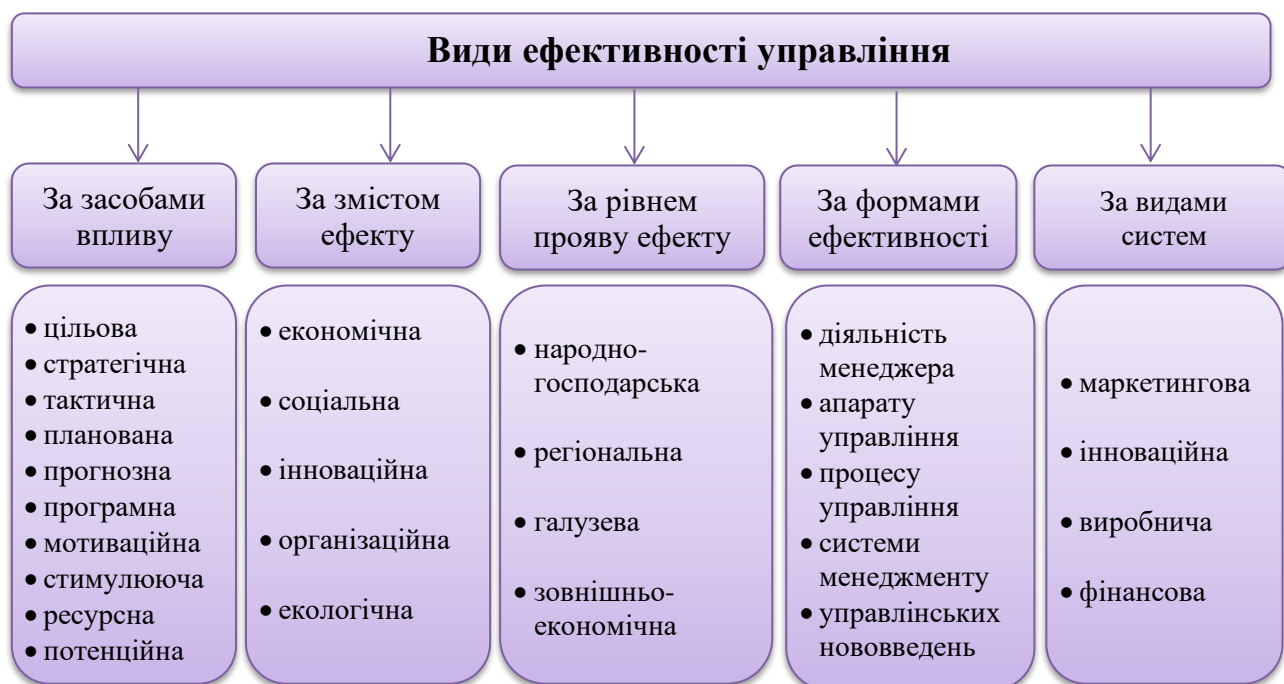 Види ефективності управління
За засобами
впливу
За змістом
ефекту
За рівнем
прояву ефекту
За формами
ефективності
За видами
систем
• цільова
• стратегічна
• тактична
• планована
• прогнозна
• програмна
• мотиваційна
• стимулююча
• ресурсна
• потенційна
• економічна
• соціальна
• інноваційна
• організаційна
• екологічна
• народно-
господарська
• регіональна
• галузева
• зовнішньо-
економічна
• діяльність
менеджера
• апарату
управління
• процесу
управління
• системи
менеджменту
• управлінських
нововведень
• маркетингова
• інноваційна
• виробнича
• фінансова